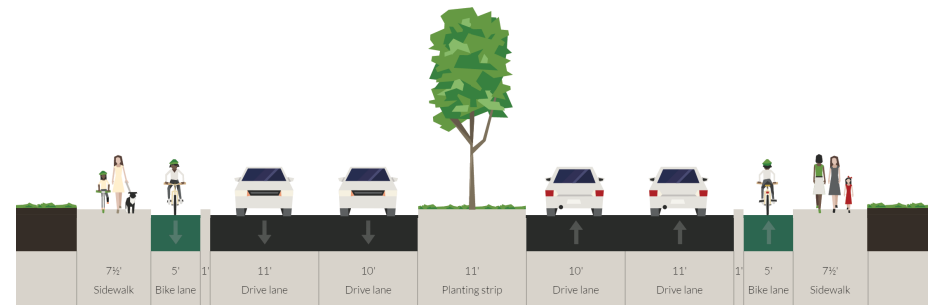 7½' 5' 1' 11' 10' 11' 10' 11' 1' 5' 7½'
Sidewalk Bike lane Drive lane Drive lane Planting strip Drive lane Drive lane Bike lane Sidewalk